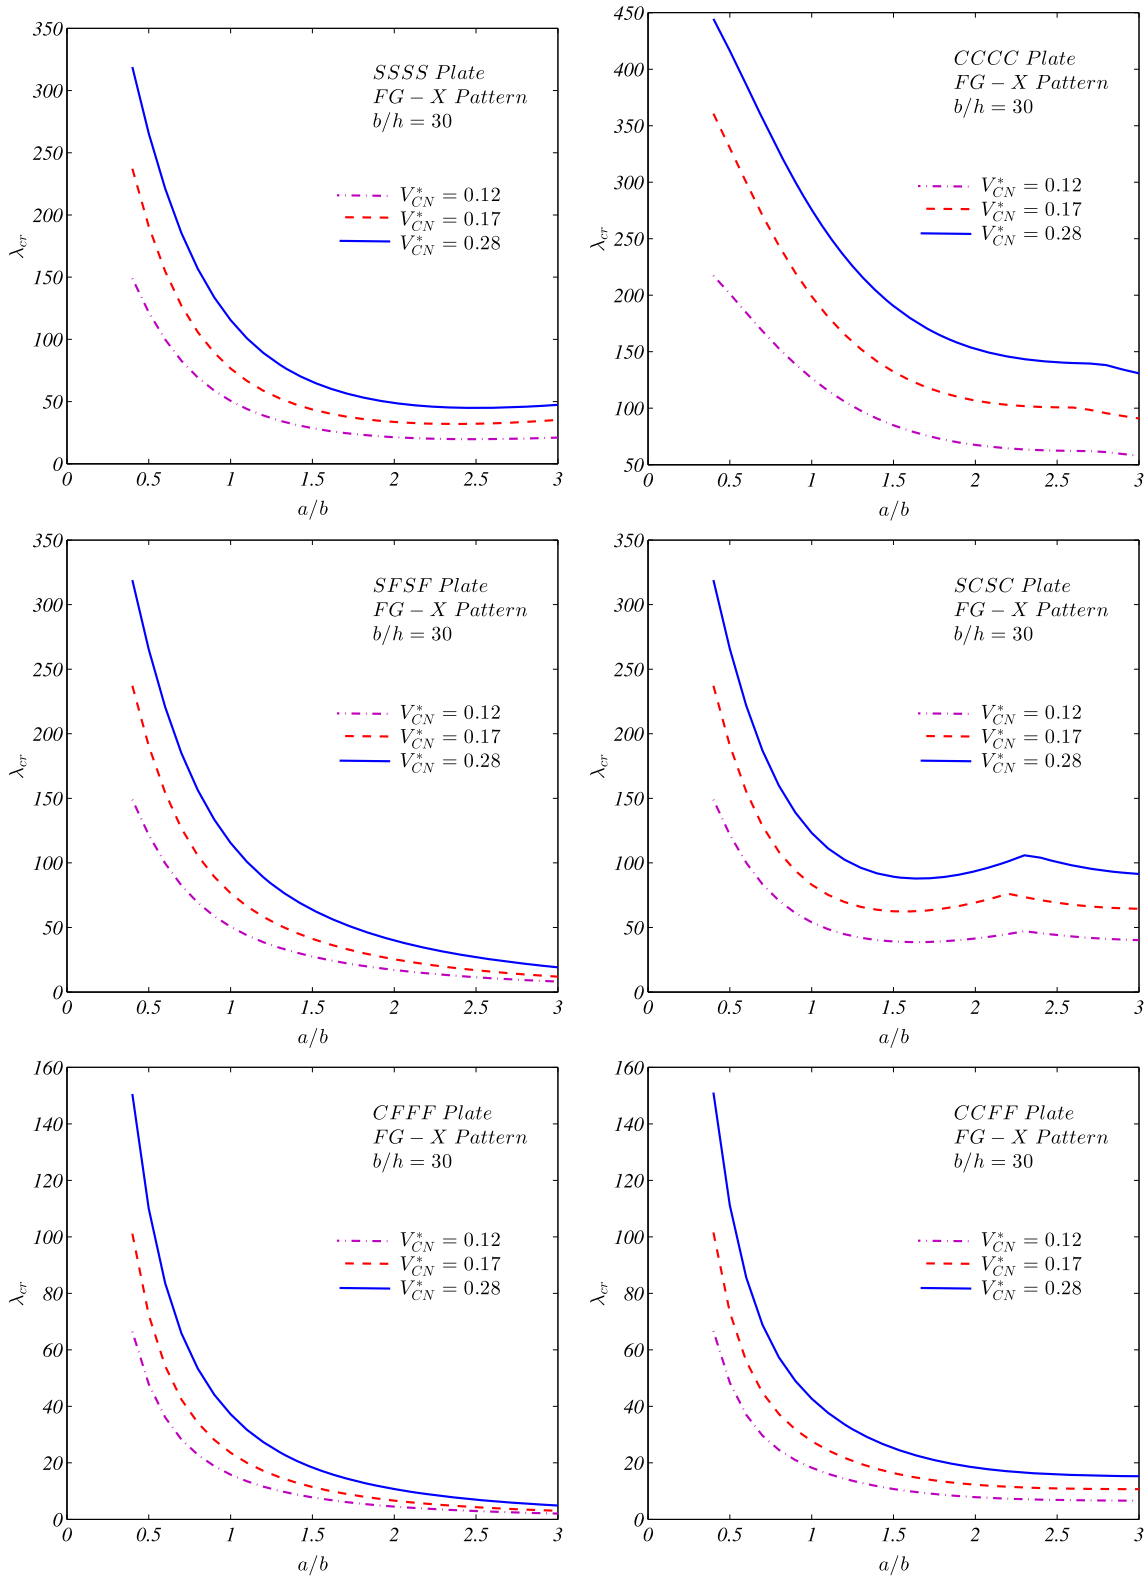 350
300
250
200
150
100
50
0
λcr
SSSS Plate
FG − X Pattern
b/h = 30
V*CN = 0.12
V*CN = 0.17
V*CN = 0.28
0 0.5 1 1.5 2 2.5 3
a/b
450
400
350
300
250
200
150
100
50
λcr
CCCC Plate
FG − X Pattern
b/h = 30
V*CN = 0.12
V*CN = 0.17
V*CN = 0.28
0 0.5 1 1.5 2 2.5 3
a/b
350
300
250
200
150
100
50
0
λcr
SFSF Plate
FG − X Pattern
b/h = 30
V*CN = 0.12
V*CN = 0.17
V*CN = 0.28
0 0.5 1 1.5 2 2.5 3
a/b
350
300
250
200
150
100
50
0
λcr
SCSC Plate
FG − X Pattern
b/h = 30
V*CN = 0.12
V*CN = 0.17
V*CN = 0.28
0 0.5 1 1.5 2 2.5 3
a/b
160
140
120
100
80
60
40
20
0
λcr
CFFF Plate
FG − X Pattern
b/h = 30
V*CN = 0.12
V*CN = 0.17
V*CN = 0.28
0 0.5 1 1.5 2 2.5 3
a/b
160
140
120
100
80
60
40
20
0
λcr
CCFF Plate
FG − X Pattern
b/h = 30
V*CN = 0.12
V*CN = 0.17
V*CN = 0.28
0 0.5 1 1.5 2 2.5 3
a/b